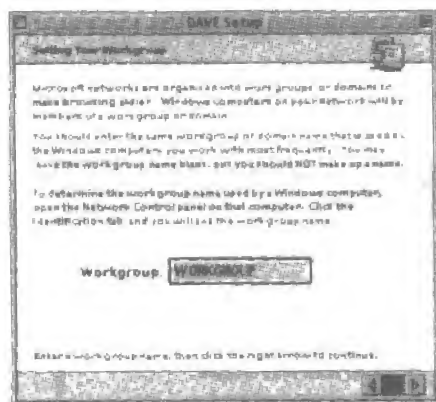 DAVE Setup
Setting Your Workgroup
Microsoft networks are organized into workgroups or domains to
make browsing easier. Windows computers on your network will be
members of a workgroup or domain.
You should enter the same workgroup or domain name that is used by
the Windows computers you work with most frequently. You may
leave the workgroup name blank, but you should NOT make up a name.
To determine the workgroup name used by a Windows computer,
open the Network Control panel on that computer. Click the
Identification tab and you will see the workgroup name.
Workgroup: WORKGROUP
Enter a workgroup name, then click the right arrow to continue.